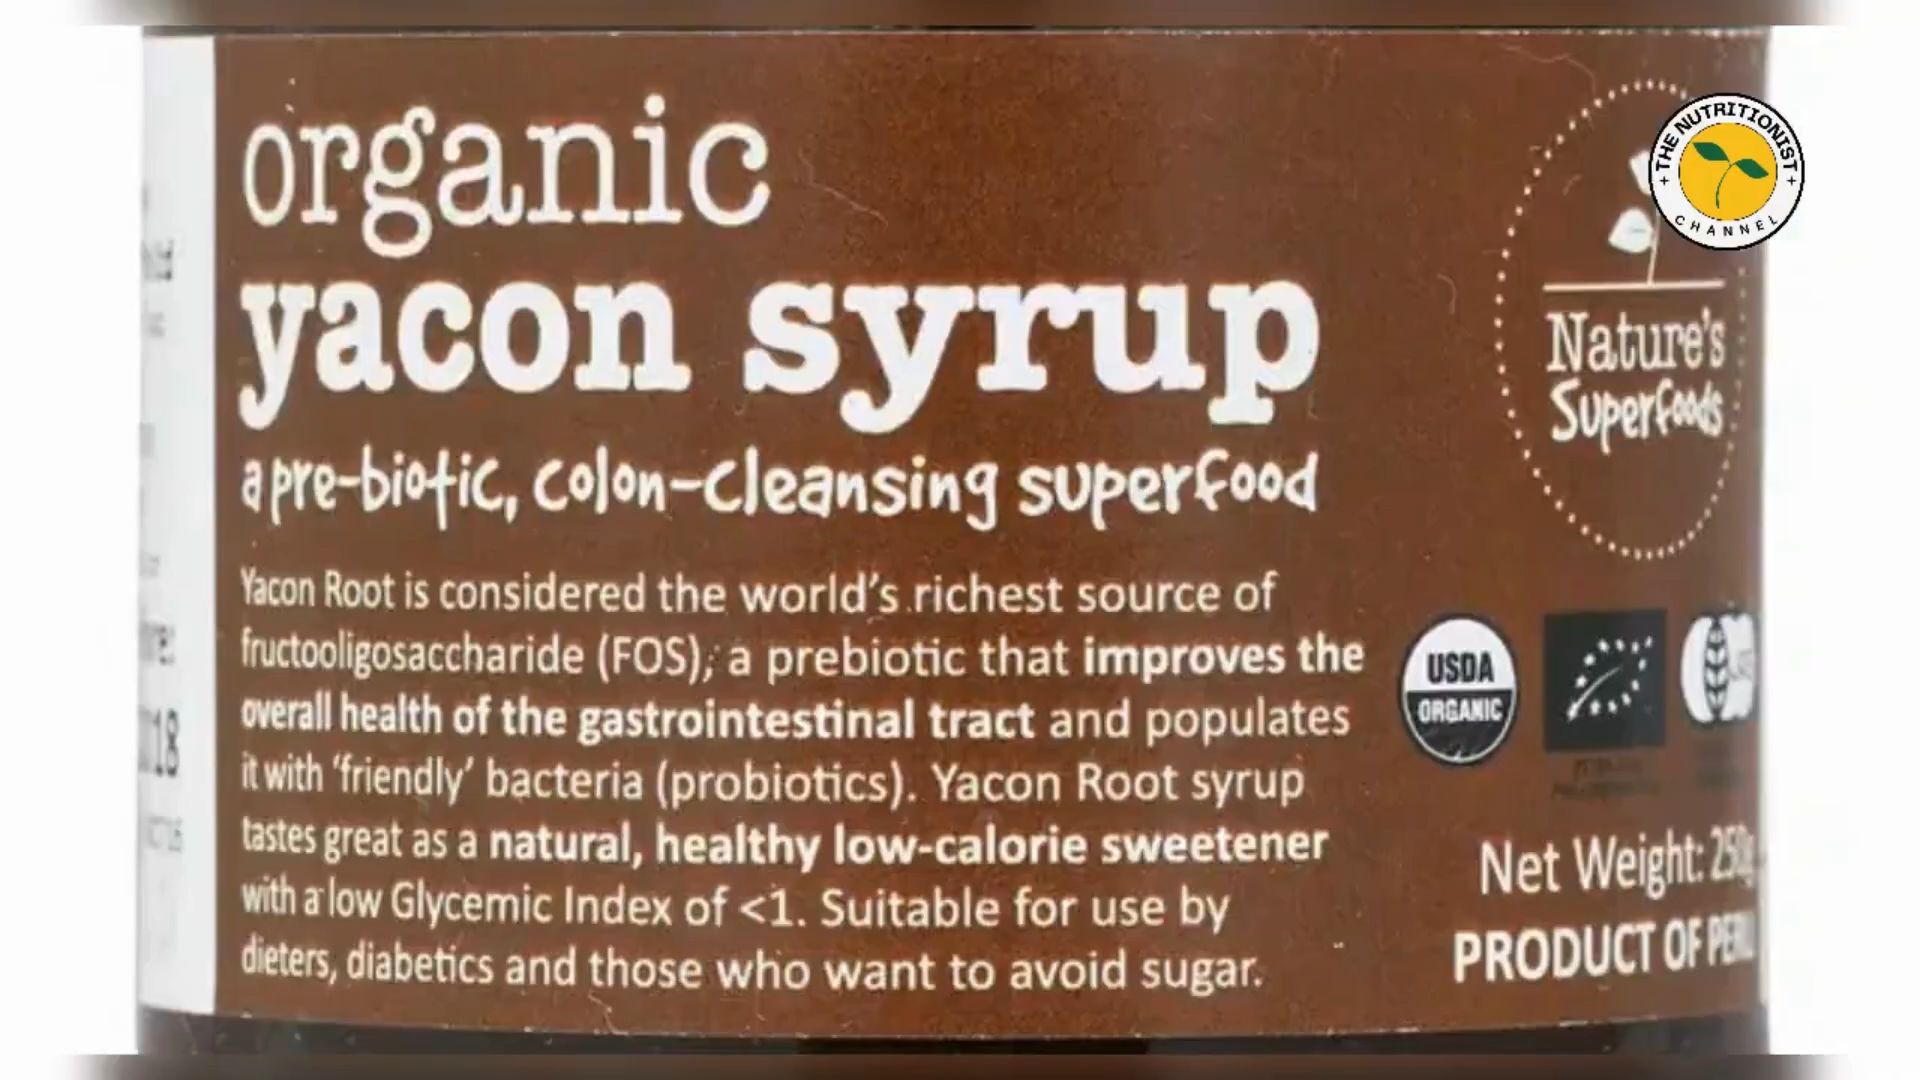 organic
yacon syrup
a pre-biotic, colon-cleansing superfood
Yacon Root is considered the world's richest source of
fructooligosaccharide (FOS), a prebiotic that improves the
overall health of the gastrointestinal tract and populates
it with 'friendly' bacteria (probiotics). Yacon Root syrup
tastes great as a natural, healthy low-calorie sweetener
with a low Glycemic Index of <1. Suitable for use by
dieters, diabetics and those who want to avoid sugar.
THE NUTRITIONIST
CHANNEL
Nature's
Superfoods
USDA
ORGANIC
Net Weight: 250g
PRODUCT OF PERU